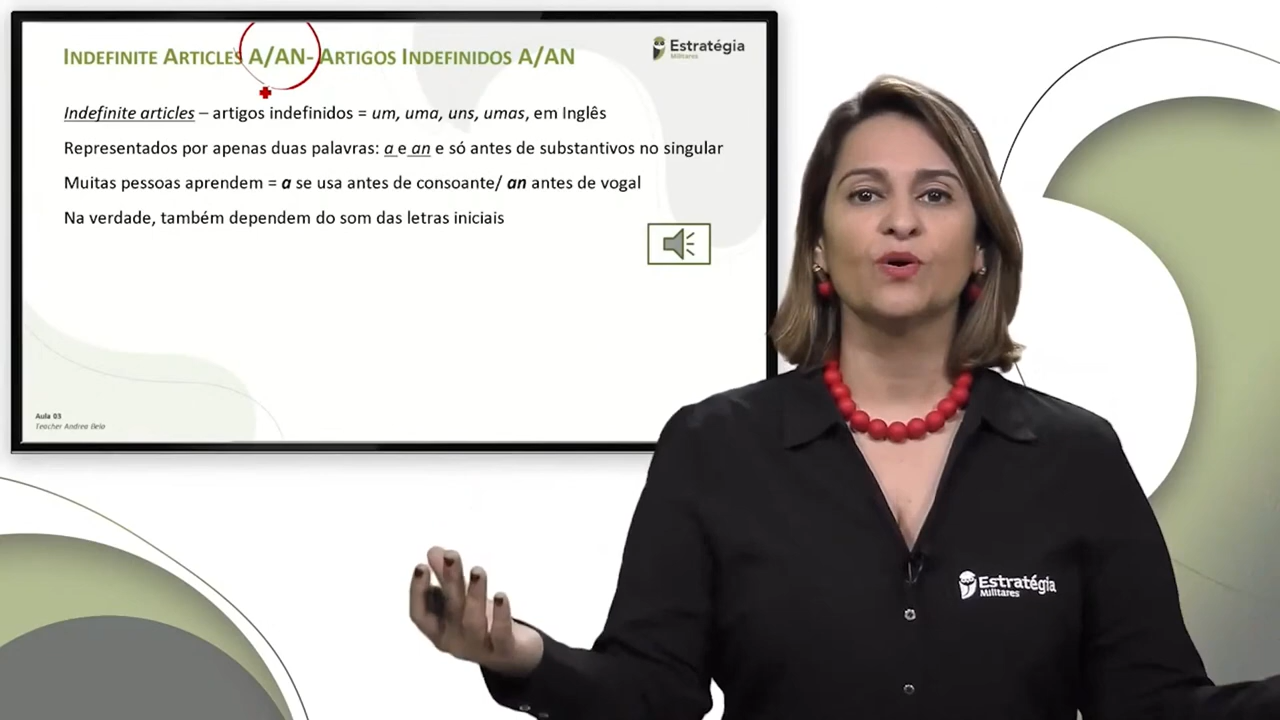 INDEFINITE ARTICLES A/AN- ARTIGOS INDEFINIDOS A/AN
Estratégia
Militares
Indefinite articles – artigos indefinidos = um, uma, uns, umas, em Inglês
Representados por apenas duas palavras: a e an e só antes de substantivos no singular
Muitas pessoas aprendem = a se usa antes de consoante/ an antes de vogal
Na verdade, também dependem do som das letras iniciais
Aula 03
Teacher Andrea Belo
Estratégia
Militares